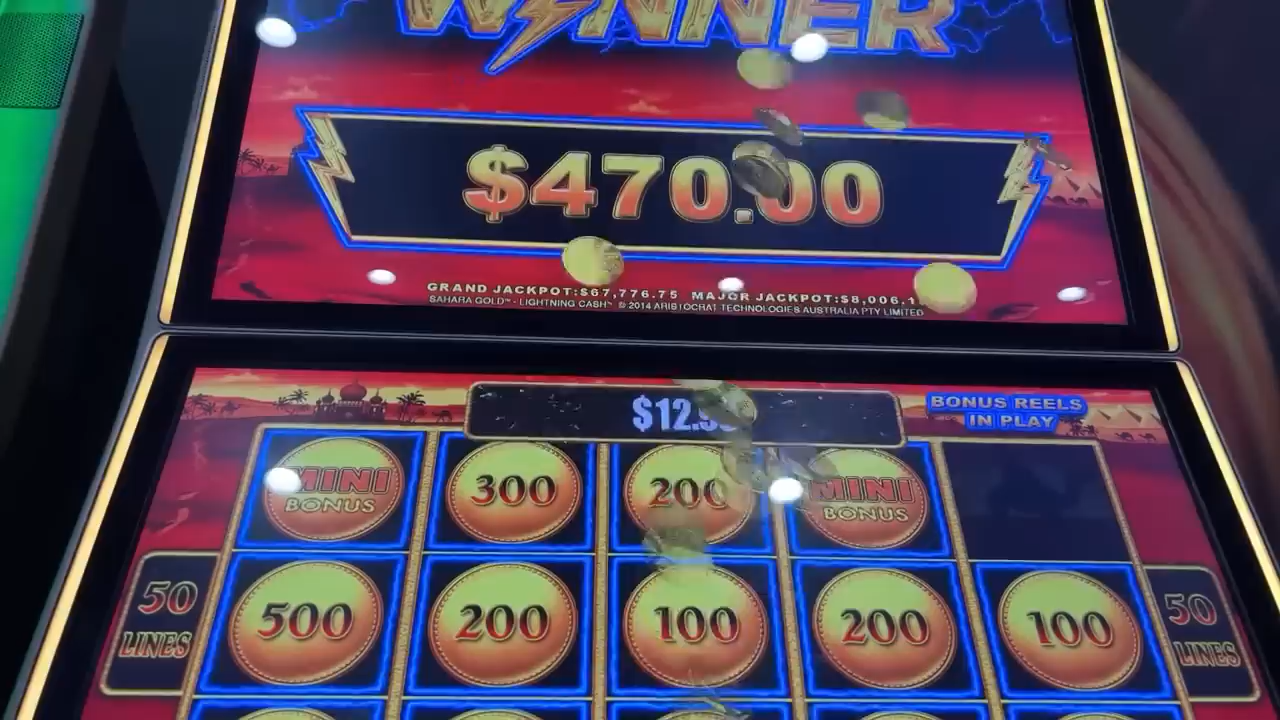 WINNER
$470.00
GRAND JACKPOT:$67,776.75 MAJOR JACKPOT:$8,006.1
SAHARA GOLD™ - LIGHTNING CASH™ © 2014 ARISTOCRAT TECHNOLOGIES AUSTRALIA PTY LIMITED
$12.
BONUS REELS
IN PLAY
MINI BONUS 300 200 MINI BONUS
50 LINES 500 200 100 200 100 50 LINES